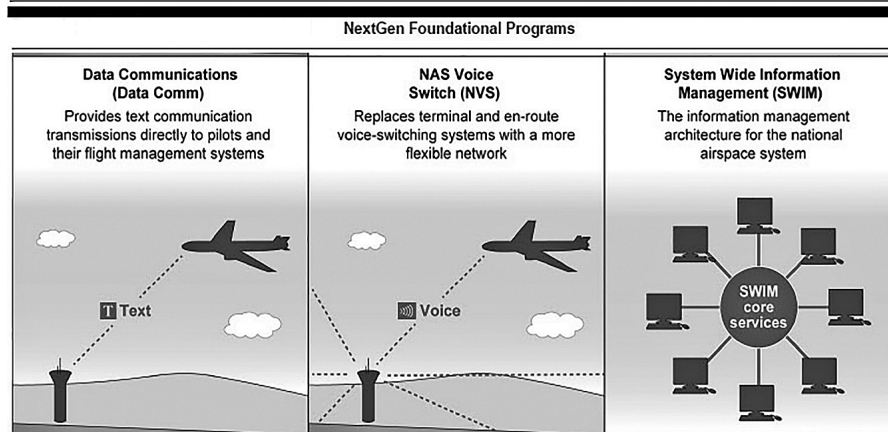 NextGen Foundational Programs
Data Communications
(Data Comm)
Provides text communication
transmissions directly to pilots and
their flight management systems
T Text
NAS Voice
Switch (NVS)
Replaces terminal and en-route
voice-switching systems with a more
flexible network
Voice
System Wide Information
Management (SWIM)
The information management
architecture for the national
airspace system
SWIM
core
services